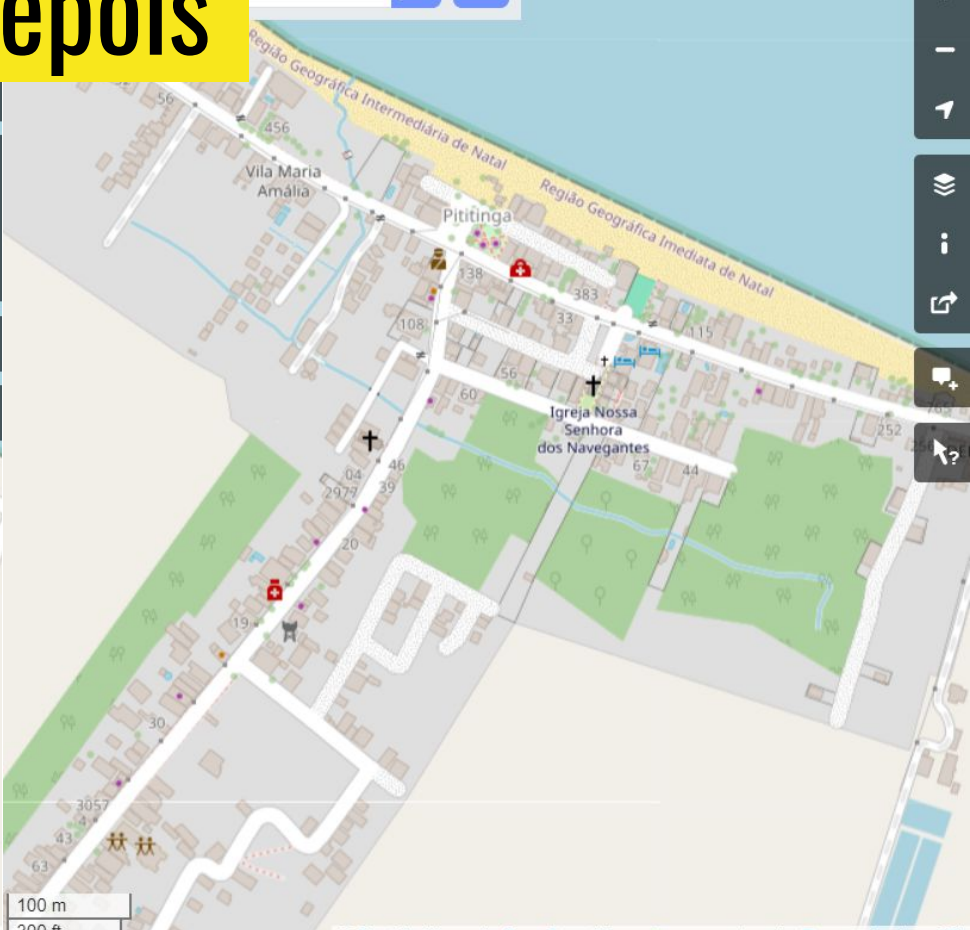 epois
Região Geográfica Intermediária de Natal
Região Geográfica Imediata de Natal
56
456
Vila Maria
Amália
Pititinga
138
383
33
108
115
56
60
Igreja Nossa
Senhora
dos Navegantes
252
67
44
46
04
2977
39
20
19
30
3057
4
43
63
100 m